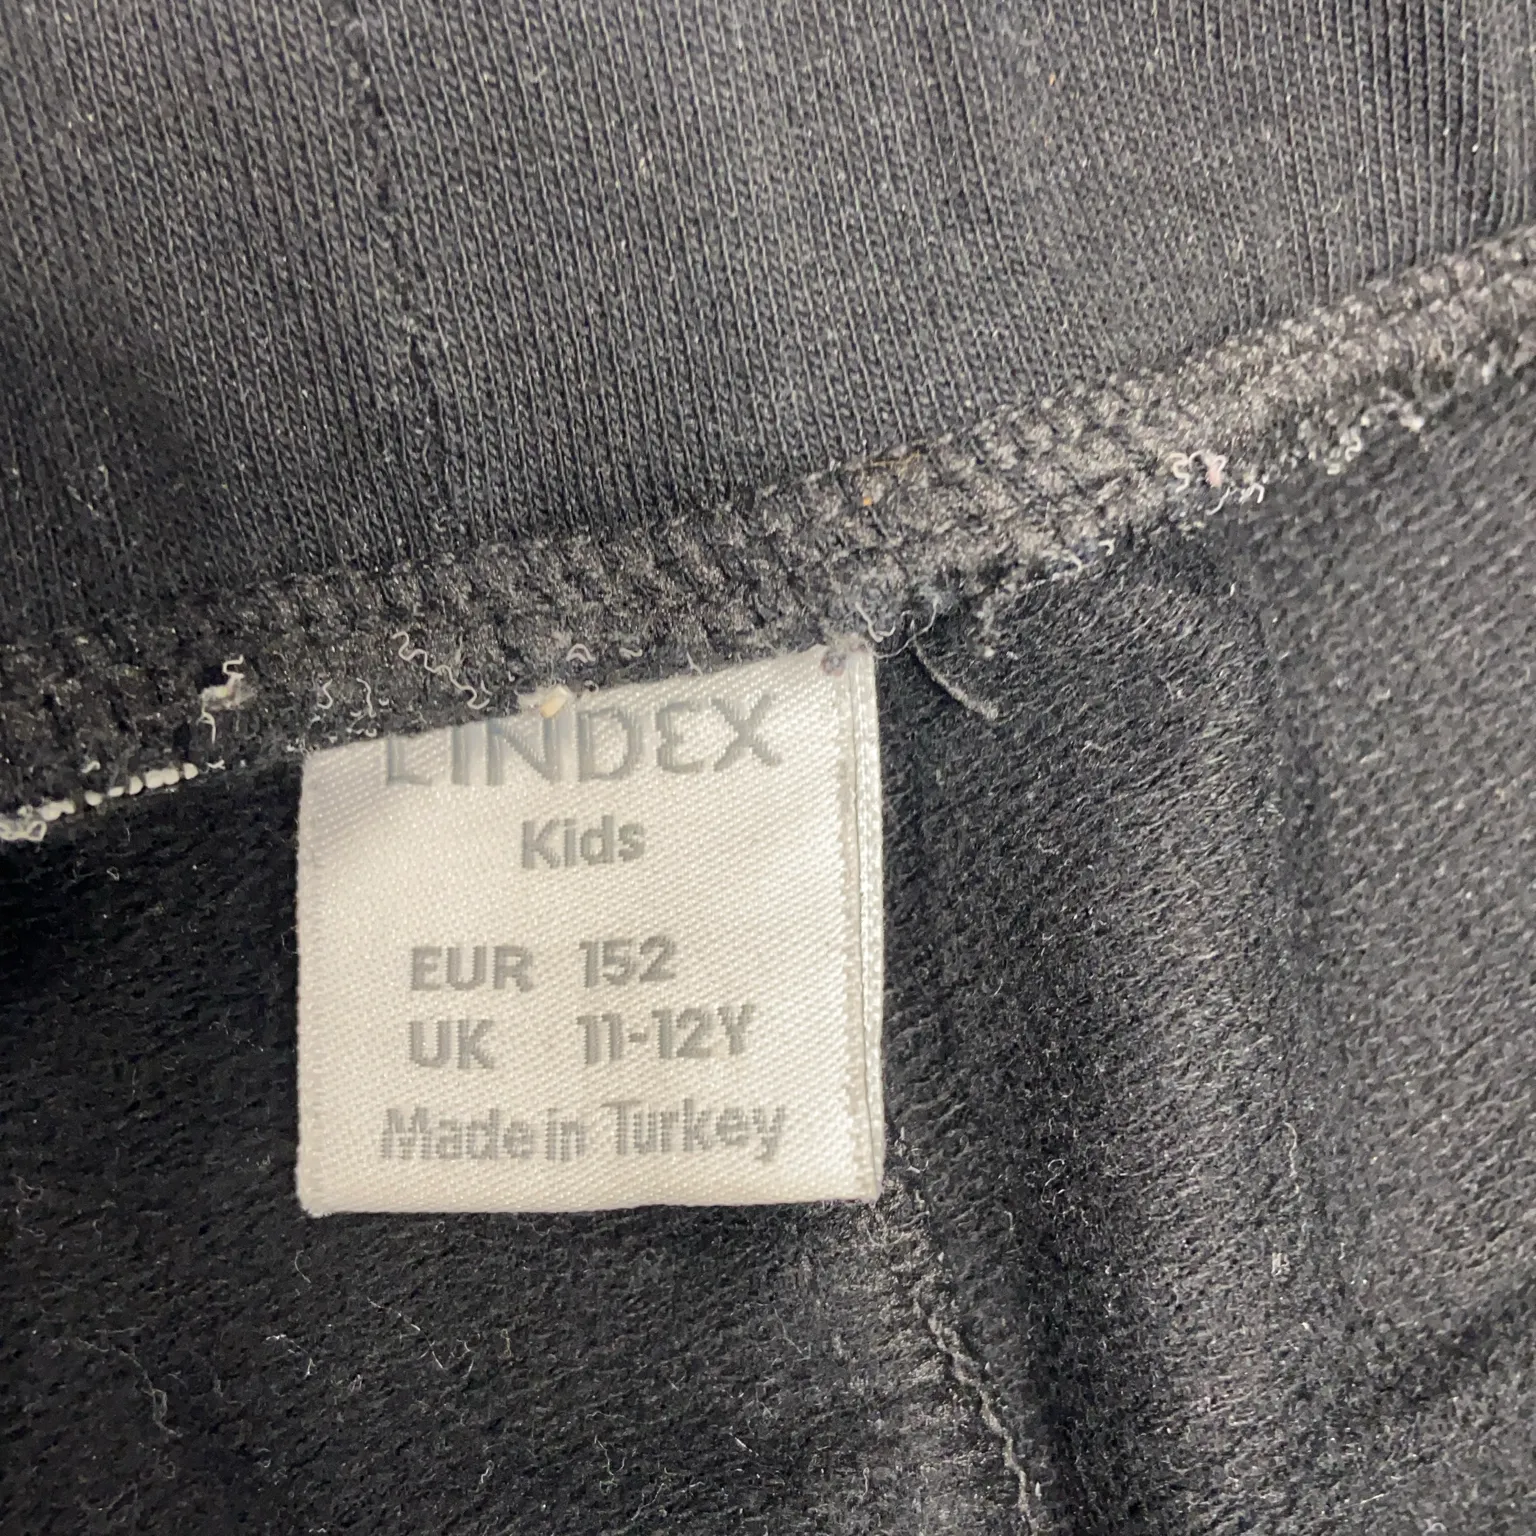 LINDEX
Kids
EUR 152
UK 11-12Y
Made in Turkey